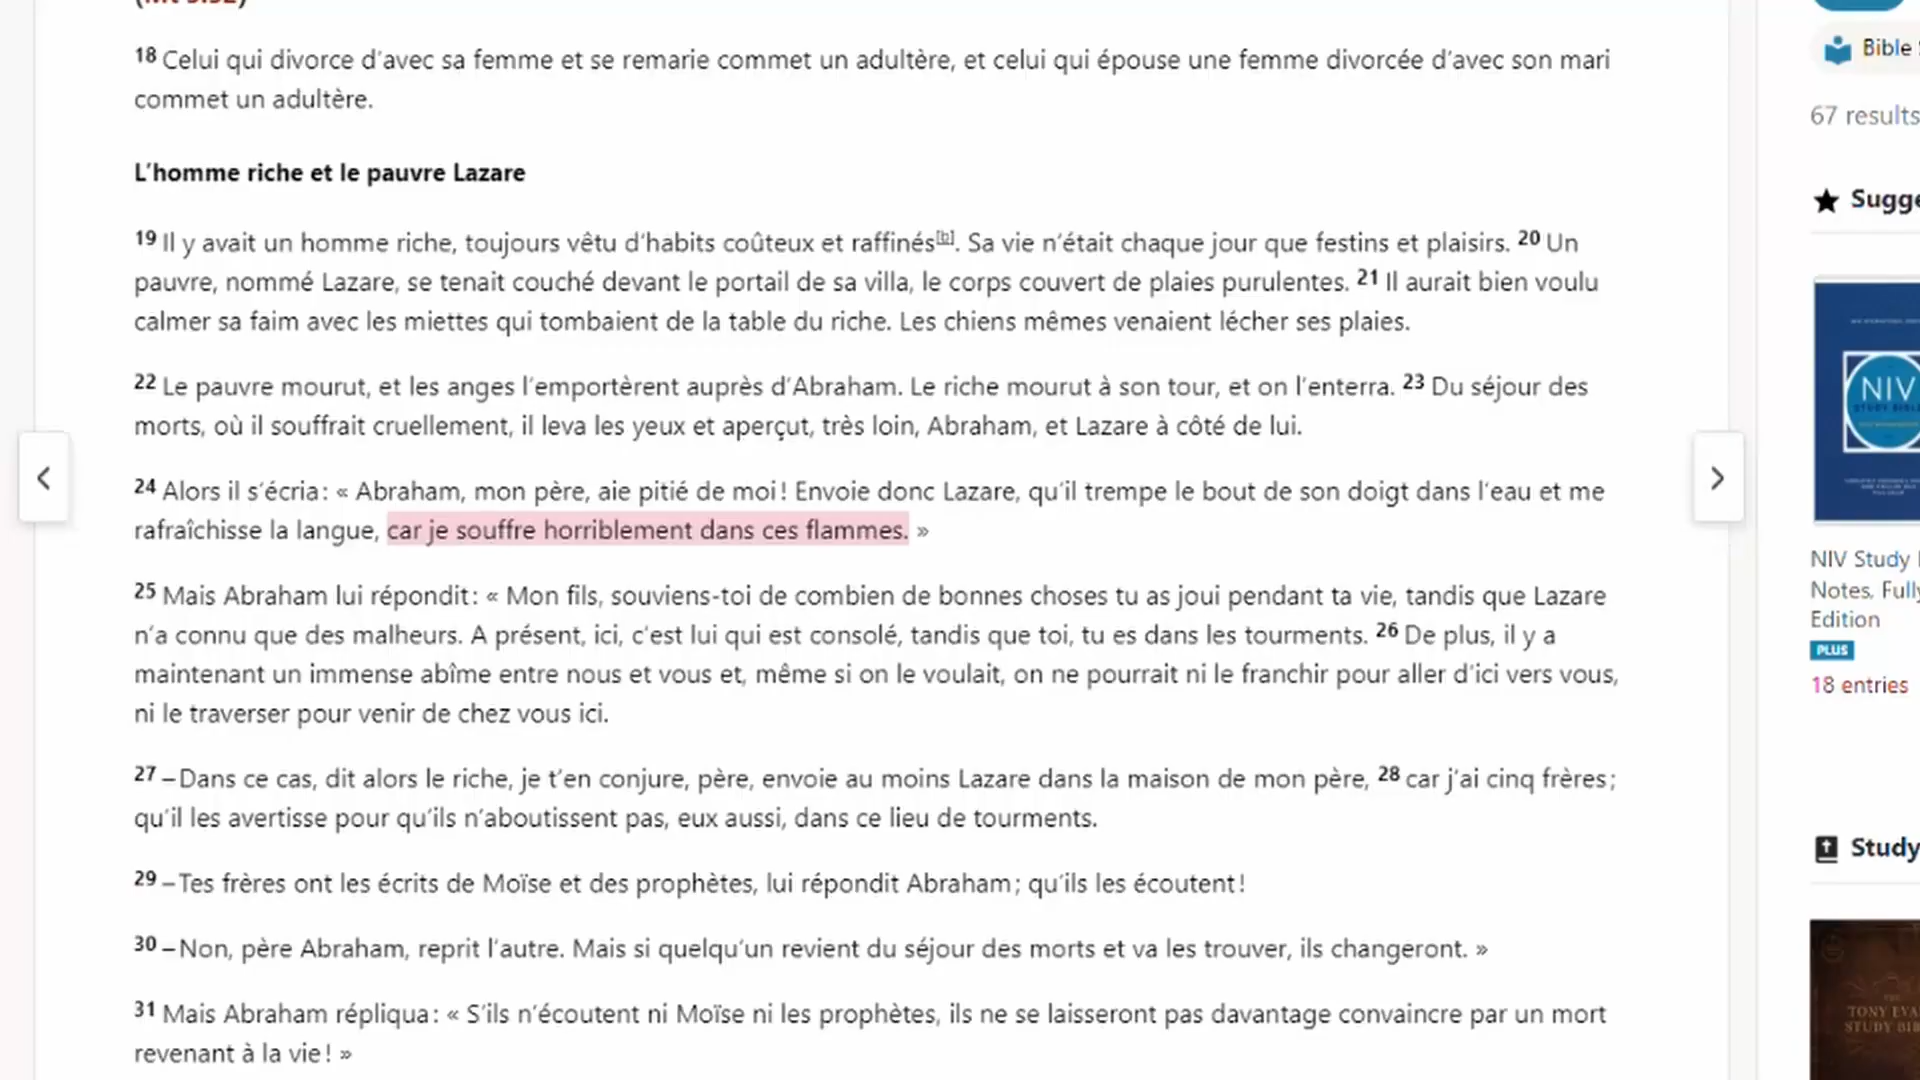 18 Celui qui divorce d’avec sa femme et se remarie commet un adultère, et celui qui épouse une femme divorcée d’avec son mari
commet un adultère.
L’homme riche et le pauvre Lazare
19 Il y avait un homme riche, toujours vêtu d’habits coûteux et raffinés[b]. Sa vie n’était chaque jour que festins et plaisirs. 20 Un
pauvre, nommé Lazare, se tenait couché devant le portail de sa villa, le corps couvert de plaies purulentes. 21 Il aurait bien voulu
calmer sa faim avec les miettes qui tombaient de la table du riche. Les chiens mêmes venaient lécher ses plaies.
22 Le pauvre mourut, et les anges l’emportèrent auprès d’Abraham. Le riche mourut à son tour, et on l’enterra. 23 Du séjour des
morts, où il souffrait cruellement, il leva les yeux et aperçut, très loin, Abraham, et Lazare à côté de lui.
24 Alors il s’écria : « Abraham, mon père, aie pitié de moi ! Envoie donc Lazare, qu’il trempe le bout de son doigt dans l’eau et me
rafraîchisse la langue, car je souffre horriblement dans ces flammes. »
25 Mais Abraham lui répondit : « Mon fils, souviens-toi de combien de bonnes choses tu as joui pendant ta vie, tandis que Lazare
n’a connu que des malheurs. A présent, ici, c’est lui qui est consolé, tandis que toi, tu es dans les tourments. 26 De plus, il y a
maintenant un immense abîme entre nous et vous et, même si on le voulait, on ne pourrait ni le franchir pour aller d’ici vers vous,
ni le traverser pour venir de chez vous ici.
27 – Dans ce cas, dit alors le riche, je t’en conjure, père, envoie au moins Lazare dans la maison de mon père, 28 car j’ai cinq frères ;
qu’il les avertisse pour qu’ils n’aboutissent pas, eux aussi, dans ce lieu de tourments.
29 – Tes frères ont les écrits de Moïse et des prophètes, lui répondit Abraham ; qu’ils les écoutent !
30 – Non, père Abraham, reprit l’autre. Mais si quelqu’un revient du séjour des morts et va les trouver, ils changeront. »
31 Mais Abraham répliqua : « S’ils n’écoutent ni Moïse ni les prophètes, ils ne se laisseront pas davantage convaincre par un mort
revenant à la vie ! »
Bible
67 results
Sugge
NIV
STUDY BIBLE
NIV Study
Notes, Fully
Edition
PLUS
18 entries
Study
TONY EVA
STUDY BIB